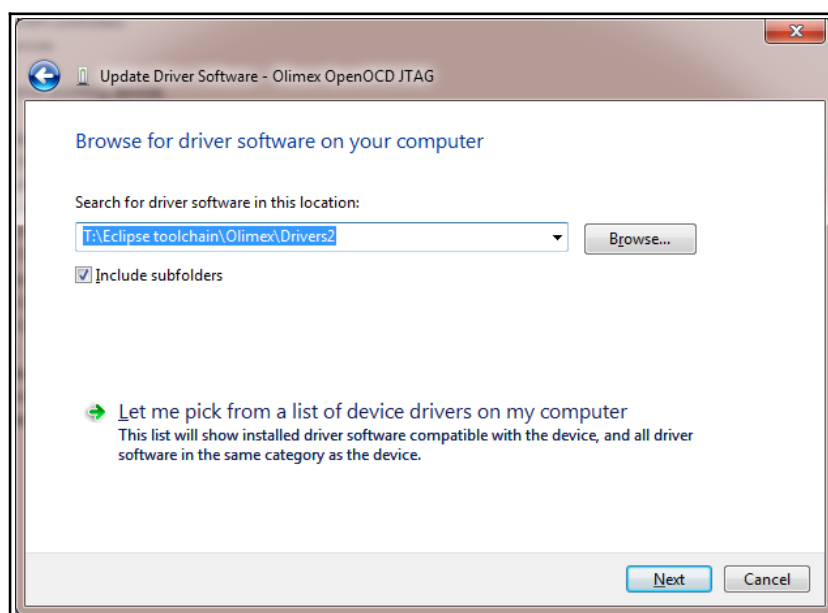 Update Driver Software - Olimex OpenOCD JTAG
Browse for driver software on your computer
Search for driver software in this location:
T:\Eclipse toolchain\Olimex\Drivers2
Browse...
Include subfolders
Let me pick from a list of device drivers on my computer
This list will show installed driver software compatible with the device, and all driver
software in the same category as the device.
Next
Cancel